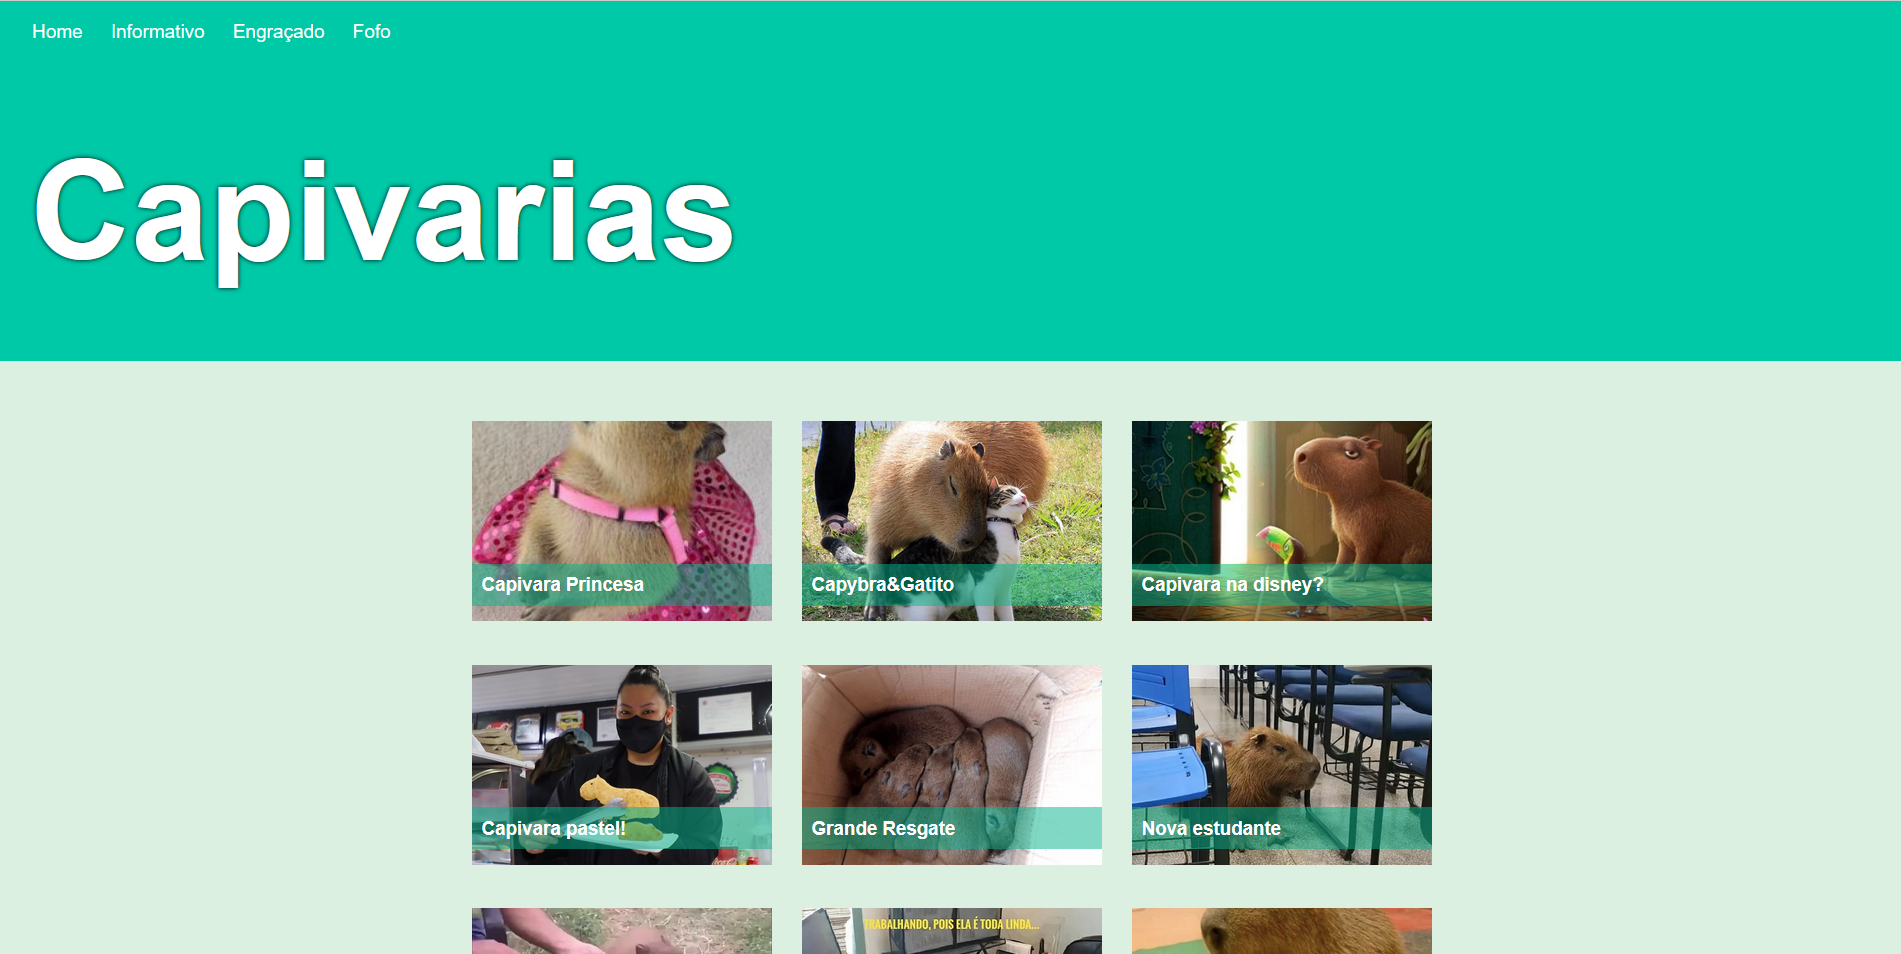 Home Informativo Engraçado Fofo
Capivarias
Capivara Princesa
Capybra&Gatito
Capivara na disney?
Capivara pastel!
Grande Resgate
Nova estudante
TRABALHANDO, POIS ELA É TODA LINDA...